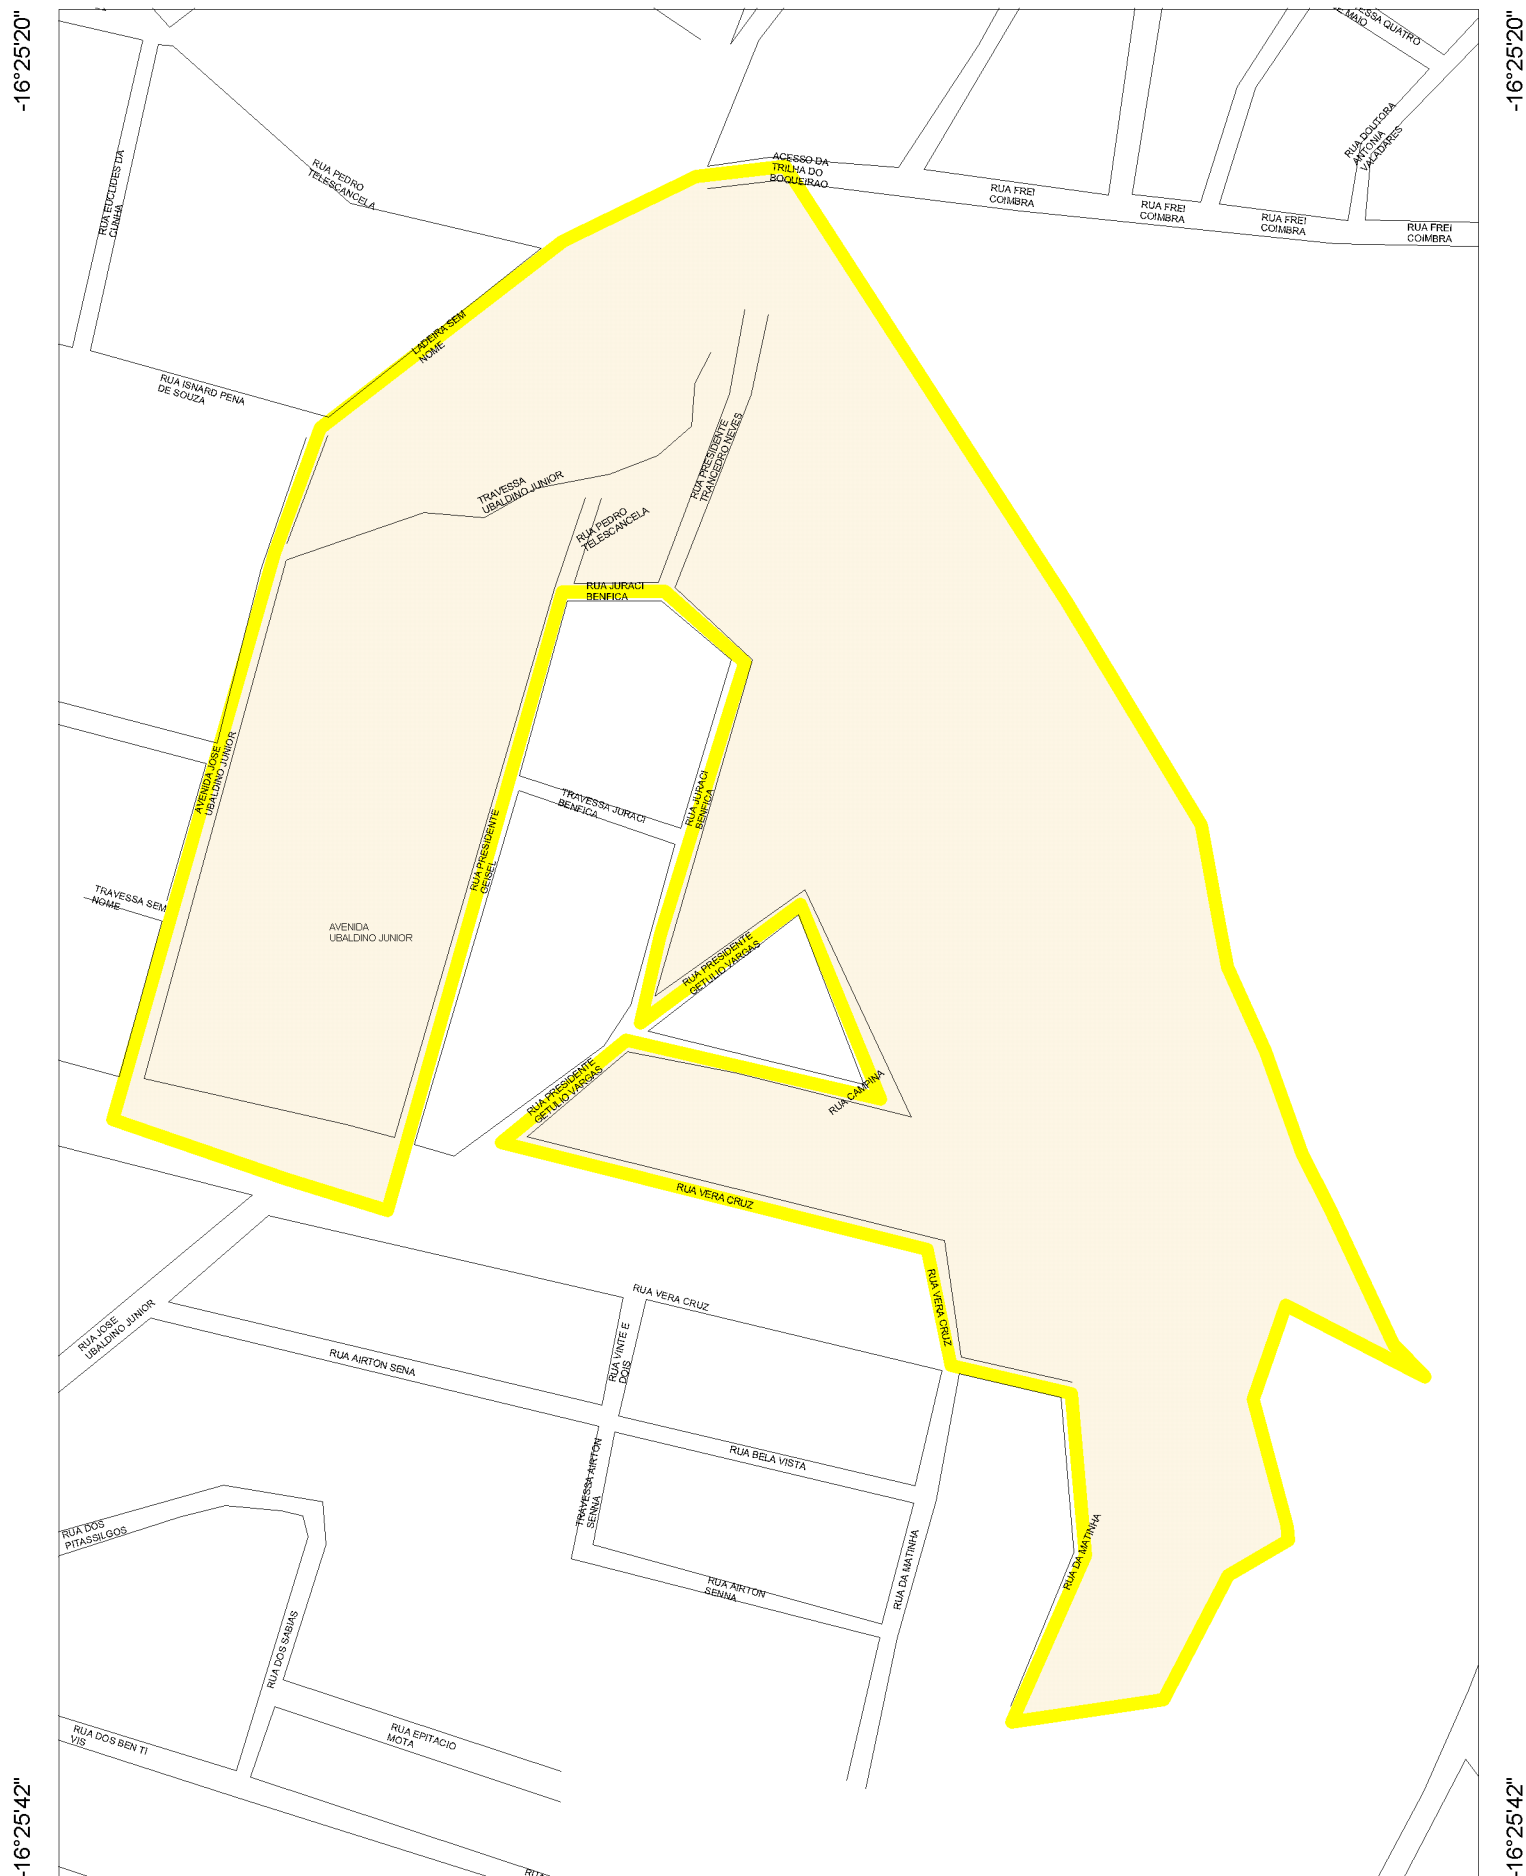 -16°25'20"
-16°25'20"
ESSA QUATRO
E MAIO
RUA DOUTORA
ANTONIA
VALADARES
RUA EUCLIDES DA
CUNHA
RUA PEDRO
TELESCANCELA
ACESSO DA
TRILHA DO
BOQUEIRAO
RUA FREI
COIMBRA
RUA FREI
COIMBRA
RUA FREI
COIMBRA
RUA FREI
COIMBRA
LADEIRA SEM
NOME
RUA ISNARD PENA
DE SOUZA
RUA PRESIDENTE
TRANCEDRO NEVES
TRAVESSA
UBALDINO JUNIOR
RUA PEDRO
TELESCANCELA
RUA JURACI
BENFICA
AVENIDA JOSE
UBALDINO JUNIOR
TRAVESSA JURACI
BENFICA
RUA JURACI
BENFICA
RUA PRESIDENTE
GEISEL
TRAVESSA SEM
NOME
AVENIDA
UBALDINO JUNIOR
RUA PRESIDENTE
GETULIO VARGAS
RUA PRESIDENTE
GETULIO VARGAS
RUA CAMPINA
RUA VERA CRUZ
RUA VERA CRUZ
RUA VERA CRUZ
RUA JOSE
UBALDINO JUNIOR
RUA AIRTON SENA
RUA VINTE E
DOIS
RUA BELA VISTA
TRAVESSA AIRTON
SENNA
RUA DOS
PITASSILGOS
RUA DA MATINHA
RUA DA MATINHA
RUA AIRTON
SENNA
RUA DOS SABIAS
RUA DOS BEN TI
VIS
RUA EPITACIO
MOTA
-16°25'42"
-16°25'42"